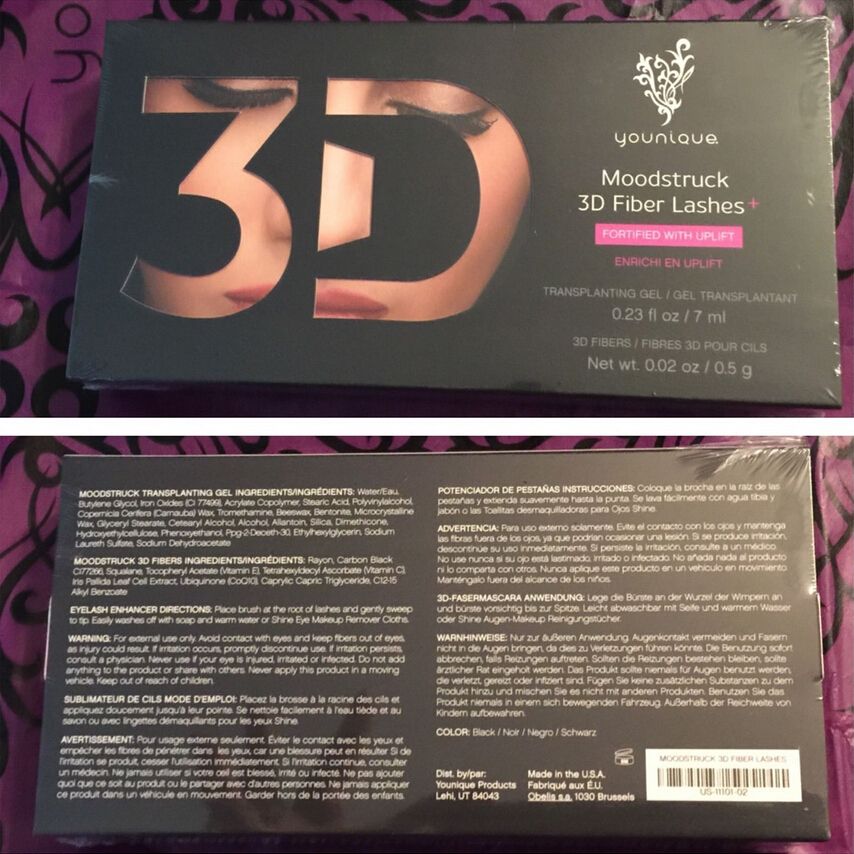 yo
3D
younique
Moodstruck
3D Fiber Lashes+
FORTIFIED WITH UPLIFT
ENRICHI EN UPLIFT
TRANSPLANTING GEL / GEL TRANSPLANTANT
0.23 fl oz / 7 ml
3D FIBERS / FIBRES 3D POUR CILS
Net wt. 0.02 oz / 0.5 g
MOODSTRUCK TRANSPLANTING GEL INGREDIENTS/INGRÉDIENTS: Water/Eau,
Butylene Glycol, Iron Oxides (CI 77499), Acrylate Copolymer, Stearic Acid, Polyvinylalcohol,
Copernicia Cerifera (Carnauba) Wax, Tromethamine, Beeswax, Bentonite, Microcrystalline
Wax, Glyceryl Stearate, Cetearyl Alcohol, Alcohol, Allantoin, Silica, Dimethicone,
Hydroxyethylcellulose, Phenoxyethanol, Ppg-2-Deceth-30, Ethylhexylglycerin, Sodium
Laureth Sulfate, Sodium Dehydroacetate
MOODSTRUCK 3D FIBERS INGREDIENTS/INGRÉDIENTS: Rayon, Carbon Black
CI77266, Squalane, Tocopheryl Acetate (Vitamin E), Tetrahexyldecyl Ascorbate (Vitamin C),
Iris Pallida Leaf Cell Extract, Ubiquinone (CoQ10), Caprylic Capric Triglyceride, C12-15
Alkyl Benzoate
EYELASH ENHANCER DIRECTIONS: Place brush at the root of lashes and gently sweep
to tip. Easily washes off with soap and warm water or Shine Eye Makeup Remover Cloths.
WARNING: For external use only. Avoid contact with eyes and keep fibers out of eyes,
as injury could result. If irritation occurs, promptly discontinue use. If irritation persists,
consult a physician. Never use if your eye is injured, irritated or infected. Do not add
anything to the product or share with others. Never apply this product in a moving
vehicle. Keep out of reach of children.
SUBLIMATEUR DE CILS MODE D'EMPLOI: Placez la brosse à la racine des cils et
appliquez doucement jusqu'à leur pointe. Se nettoie facilement à l'eau tiède et au
savon ou avec lingettes démaquillants pour les yeux Shine.
AVERTISSEMENT: Pour usage externe seulement. Éviter le contact avec les yeux et
empêcher les fibres de pénétrer dans les yeux, car une blessure peut en résulter Si de
l'irritation se produit, cesser l'utilisation immédiatement. Si l'irritation continue, consulter
un médecin. Ne jamais utiliser si votre œil est blessé, irrité ou infecté. Ne pas ajouter
quoi que ce soit au produit ou le partager avec d'autres personnes. Ne jamais appliquer
ce produit dans un véhicule en mouvement. Garder hors de la portée des enfants.
POTENCIADOR DE PESTAÑAS INSTRUCCIONES: Coloque la brocha en la raíz de las
pestañas y extienda suavemente hasta la punta. Se lava fácilmente con agua tibia y
jabón o las Toellitas desmaquilladoras para Ojos Shine.
ADVERTENCIA: Para uso externo solamente. Evite el contacto con los ojos y mantenga
las fibras fuera de los ojos, ya que podrían ocasionar una lesión. Si se produce irritación,
descontinúe su uso inmediatamente. Si persiste la irritación, consulte a un médico.
No use nunca si su ojo está lastimado, irritado o infectado. No añada nada al producto
ni lo comparta con otros. Nunca aplique este producto en un vehículo en movimiento
Manténgalo fuera del alcance de los niños.
3D-FASERMASCARA ANWENDUNG: Lege die Bürste an der Wurzel der Wimpern an
und bürste vorsichtig bis zur Spitze. Leicht abwaschbar mit Seife und warmem Wasser
oder Shine Augen-Makeup Reinigungstücher.
WARNHINWEISE: Nur zur äußeren Anwendung. Augenkontakt vermeiden und Fasern
nicht in die Augen bringen, da dies zu Verletzungen führen könnte. Die Benutzung sofort
abbrechen, falls Reizungen auftreten. Sollten die Reizungen bestehen bleiben, sollte
ärztlicher Rat eingeholt werden. Das Produkt sollte niemals für Augen benutzt werden,
die verletzt, gereizt oder infiziert sind. Fügen Sie keine zusätzlichen Substanzen zu dem
Produkt hinzu und mischen Sie es nicht mit anderen Produkten. Benutzen Sie das
Produkt niemals in einem sich bewegenden Fahrzeug. Außerhalb der Reichweite von
Kindern aufbewahren.
COLOR: Black / Noir / Negro / Schwarz
Dist. by/par:
Younique Products
Lehi, UT 84043
Made in the U.S.A.
Fabriqué aux É.U.
Obelis s.a. 1030 Brussels
MOODSTRUCK 3D FIBER LASHES
US-11101-02